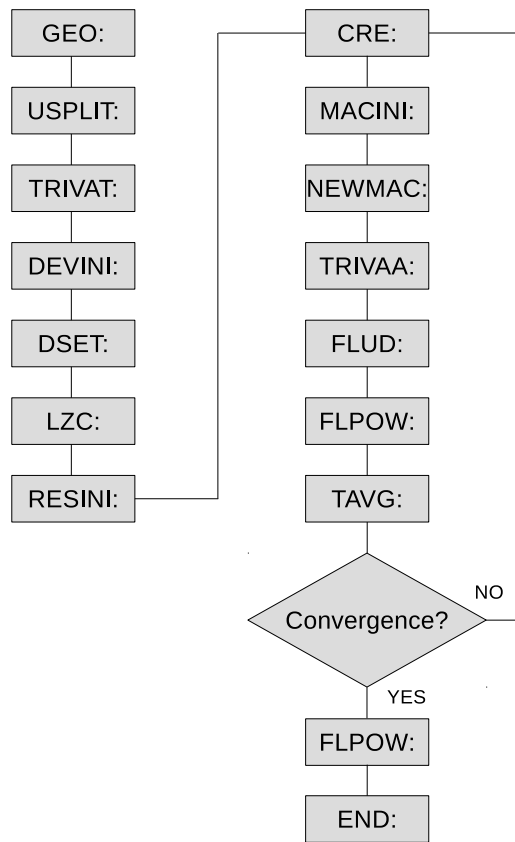 GEO:
USPLIT:
TRIVAT:
DEVINI:
DSET:
LZC:
RESINI:
CRE:
MACINI:
NEWMAC:
TRIVAA:
FLUD:
FLPOW:
TAVG:
Convergence?
NO
YES
FLPOW:
END: